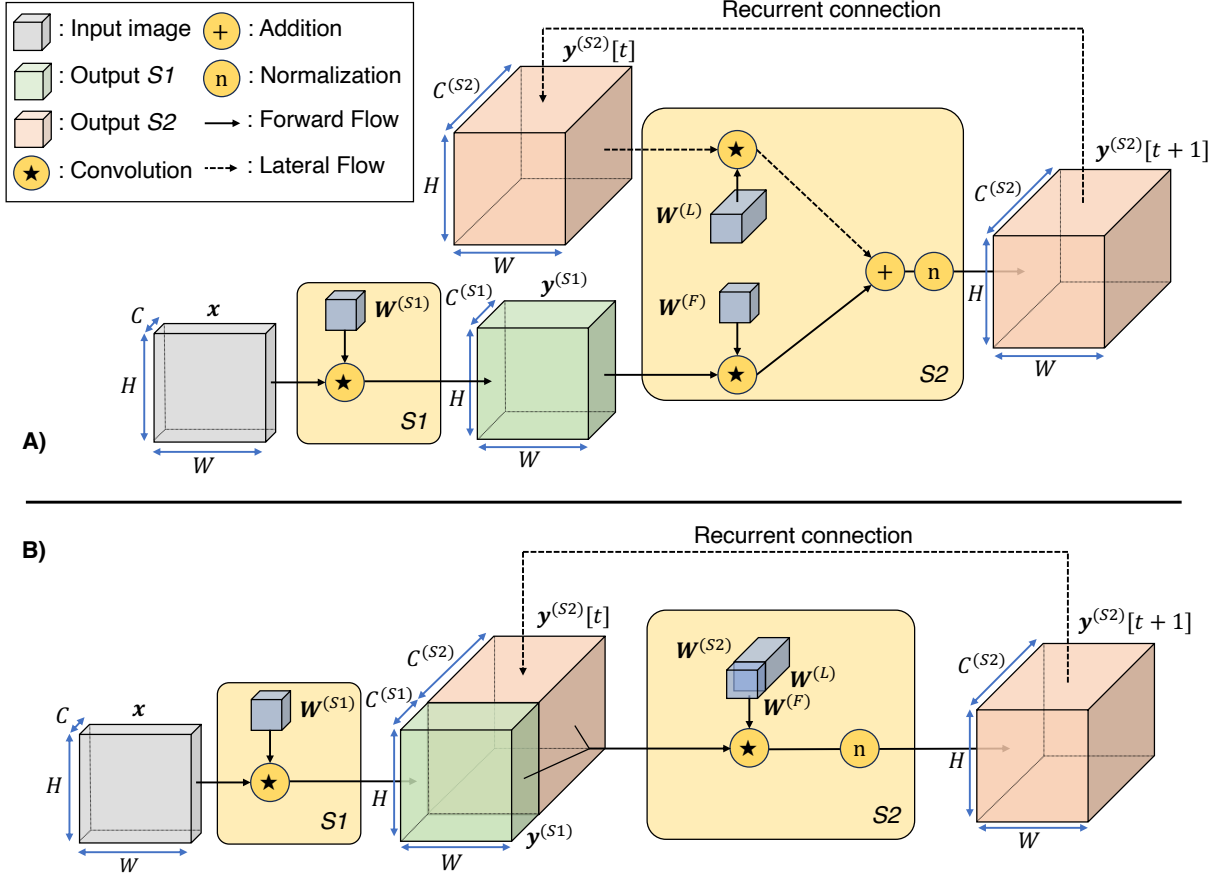 : Input image
: Addition
: Output S1
: Normalization
: Output S2
: Forward Flow
: Convolution
: Lateral Flow
n
Recurrent connection
y^(S2)[t]
C^(S2)
H
W
W^(L)
W^(F)
+
n
S2
y^(S2)[t + 1]
C^(S2)
H
W
C
x
H
W
W^(S1)
S1
C^(S1)
y^(S1)
H
W
A)
B)
Recurrent connection
y^(S2)[t]
C^(S2)
C^(S1)
H
W
y^(S1)
C
x
H
W
W^(S1)
S1
W^(S2)
W^(L)
W^(F)
n
S2
y^(S2)[t + 1]
C^(S2)
H
W